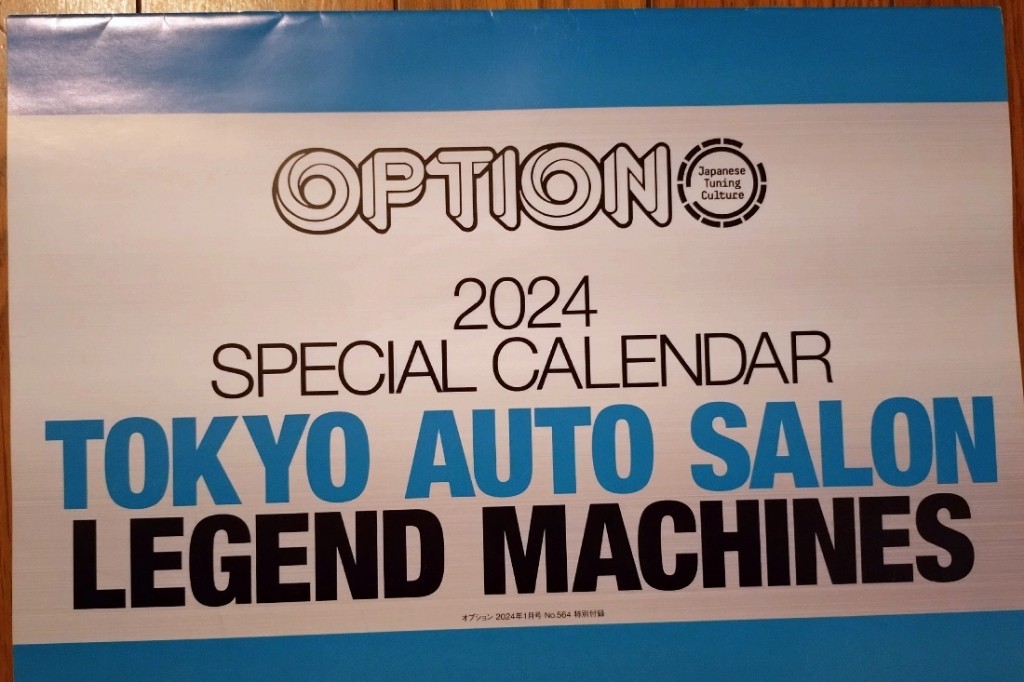 OPTION
Japanese
Tuning
Culture
2024
SPECIAL CALENDAR
TOKYO AUTO SALON
LEGEND MACHINES
オプション 2024年1月号 No.564 特別付録